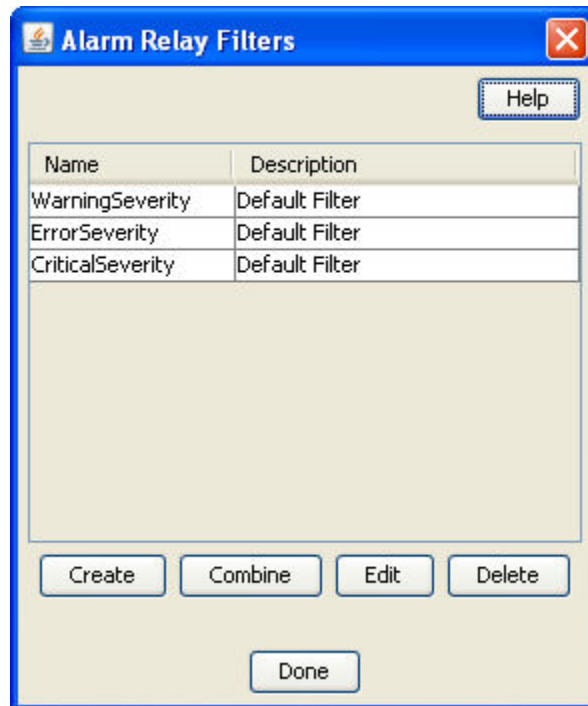 Alarm Relay Filters
Help
Name Description
WarningSeverity Default Filter
ErrorSeverity Default Filter
CriticalSeverity Default Filter
Create Combine Edit Delete
Done